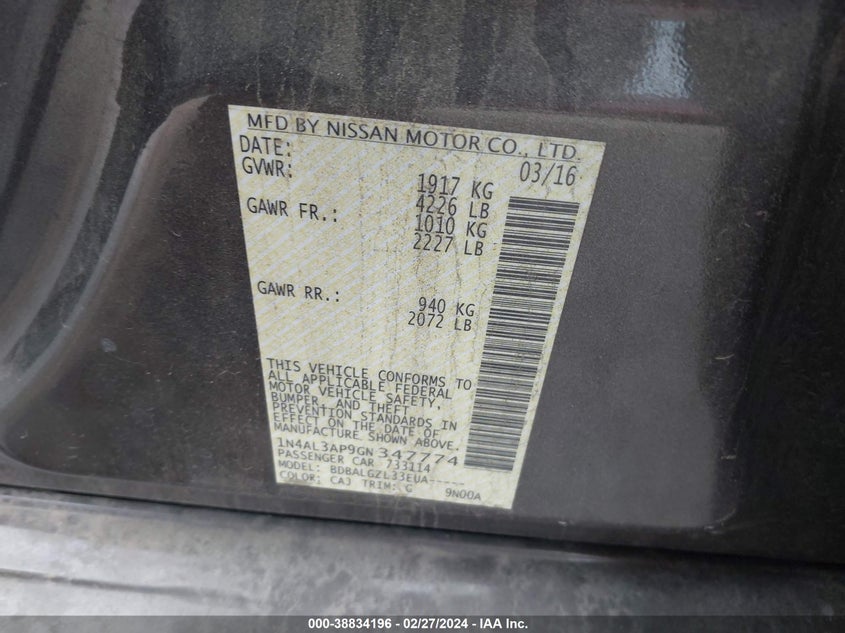 MFD BY NISSAN MOTOR CO., LTD.
DATE: 03/16
GVWR: 1917 KG
4226 LB
GAWR FR.: 1010 KG
2227 LB
GAWR RR.: 940 KG
2072 LB
THIS VEHICLE CONFORMS TO
ALL APPLICABLE FEDERAL
MOTOR VEHICLE SAFETY,
BUMPER, AND THEFT
PREVENTION STANDARDS IN
EFFECT ON THE DATE OF
MANUFACTURE SHOWN ABOVE.
1N4AL3AP9GN347774
PASSENGER CAR 733114
MODEL: BDBALGZL33EUA-----
COLOR: CAJ TRIM: G 9N00A
000-38834196 - 02/27/2024 - IAA Inc.